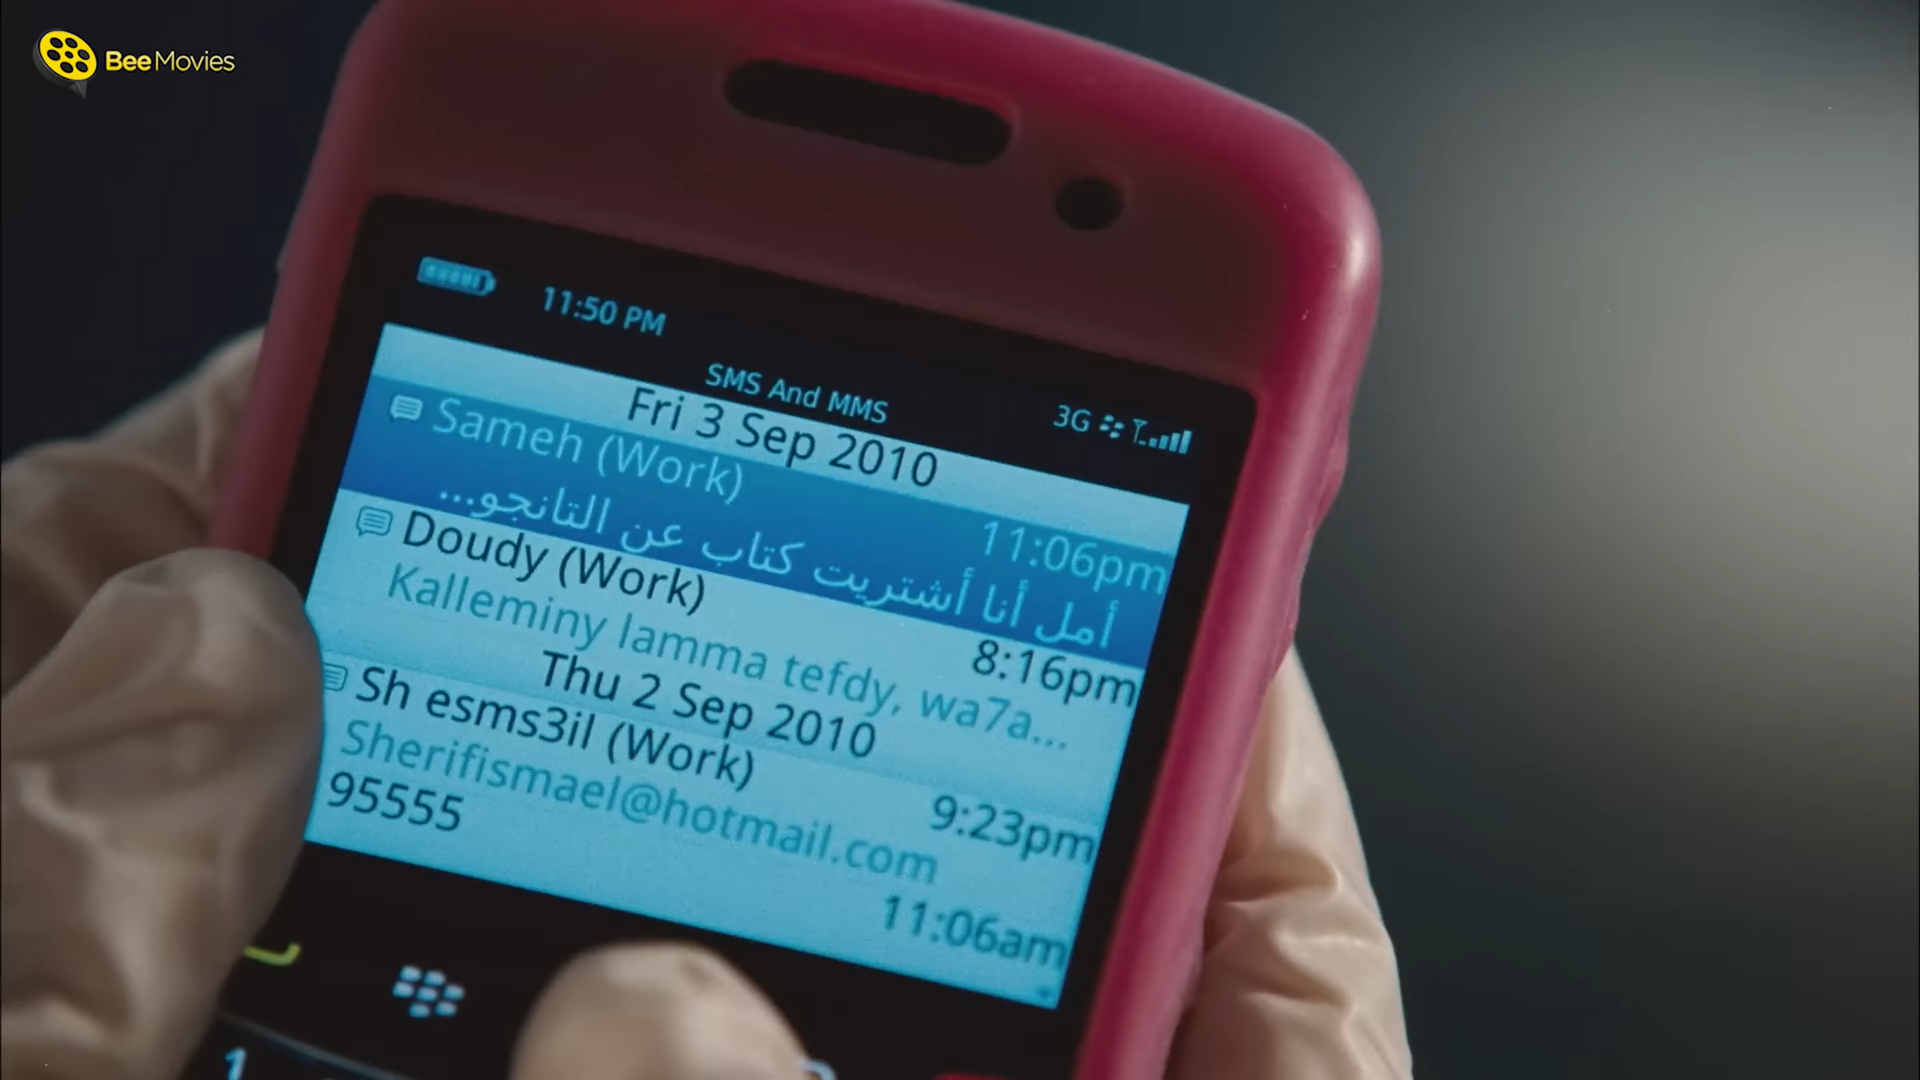 BeeMovies
11:50 PM
SMS And MMS
3G
Fri 3 Sep 2010
Sameh (Work)
11:06pm
أمل أنا أشتريت كتاب عن التانجو...
Doudy (Work)
8:16pm
Kalleminy lamma tefdy, wa7a...
Thu 2 Sep 2010
Sh esms3il (Work)
9:23pm
Sherifismael@hotmail.com
95555
11:06am
1